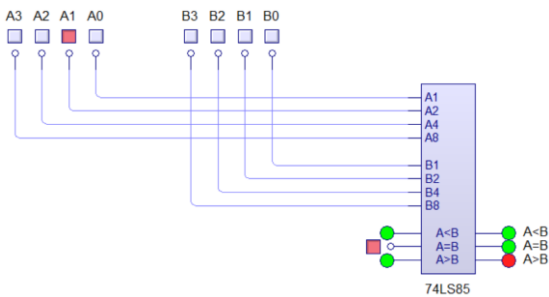 A3 A2 A1 A0 B3 B2 B1 B0
A1
A2
A4
A8
B1
B2
B4
B8
A<B A<B
A=B A=B
A>B A>B
74LS85